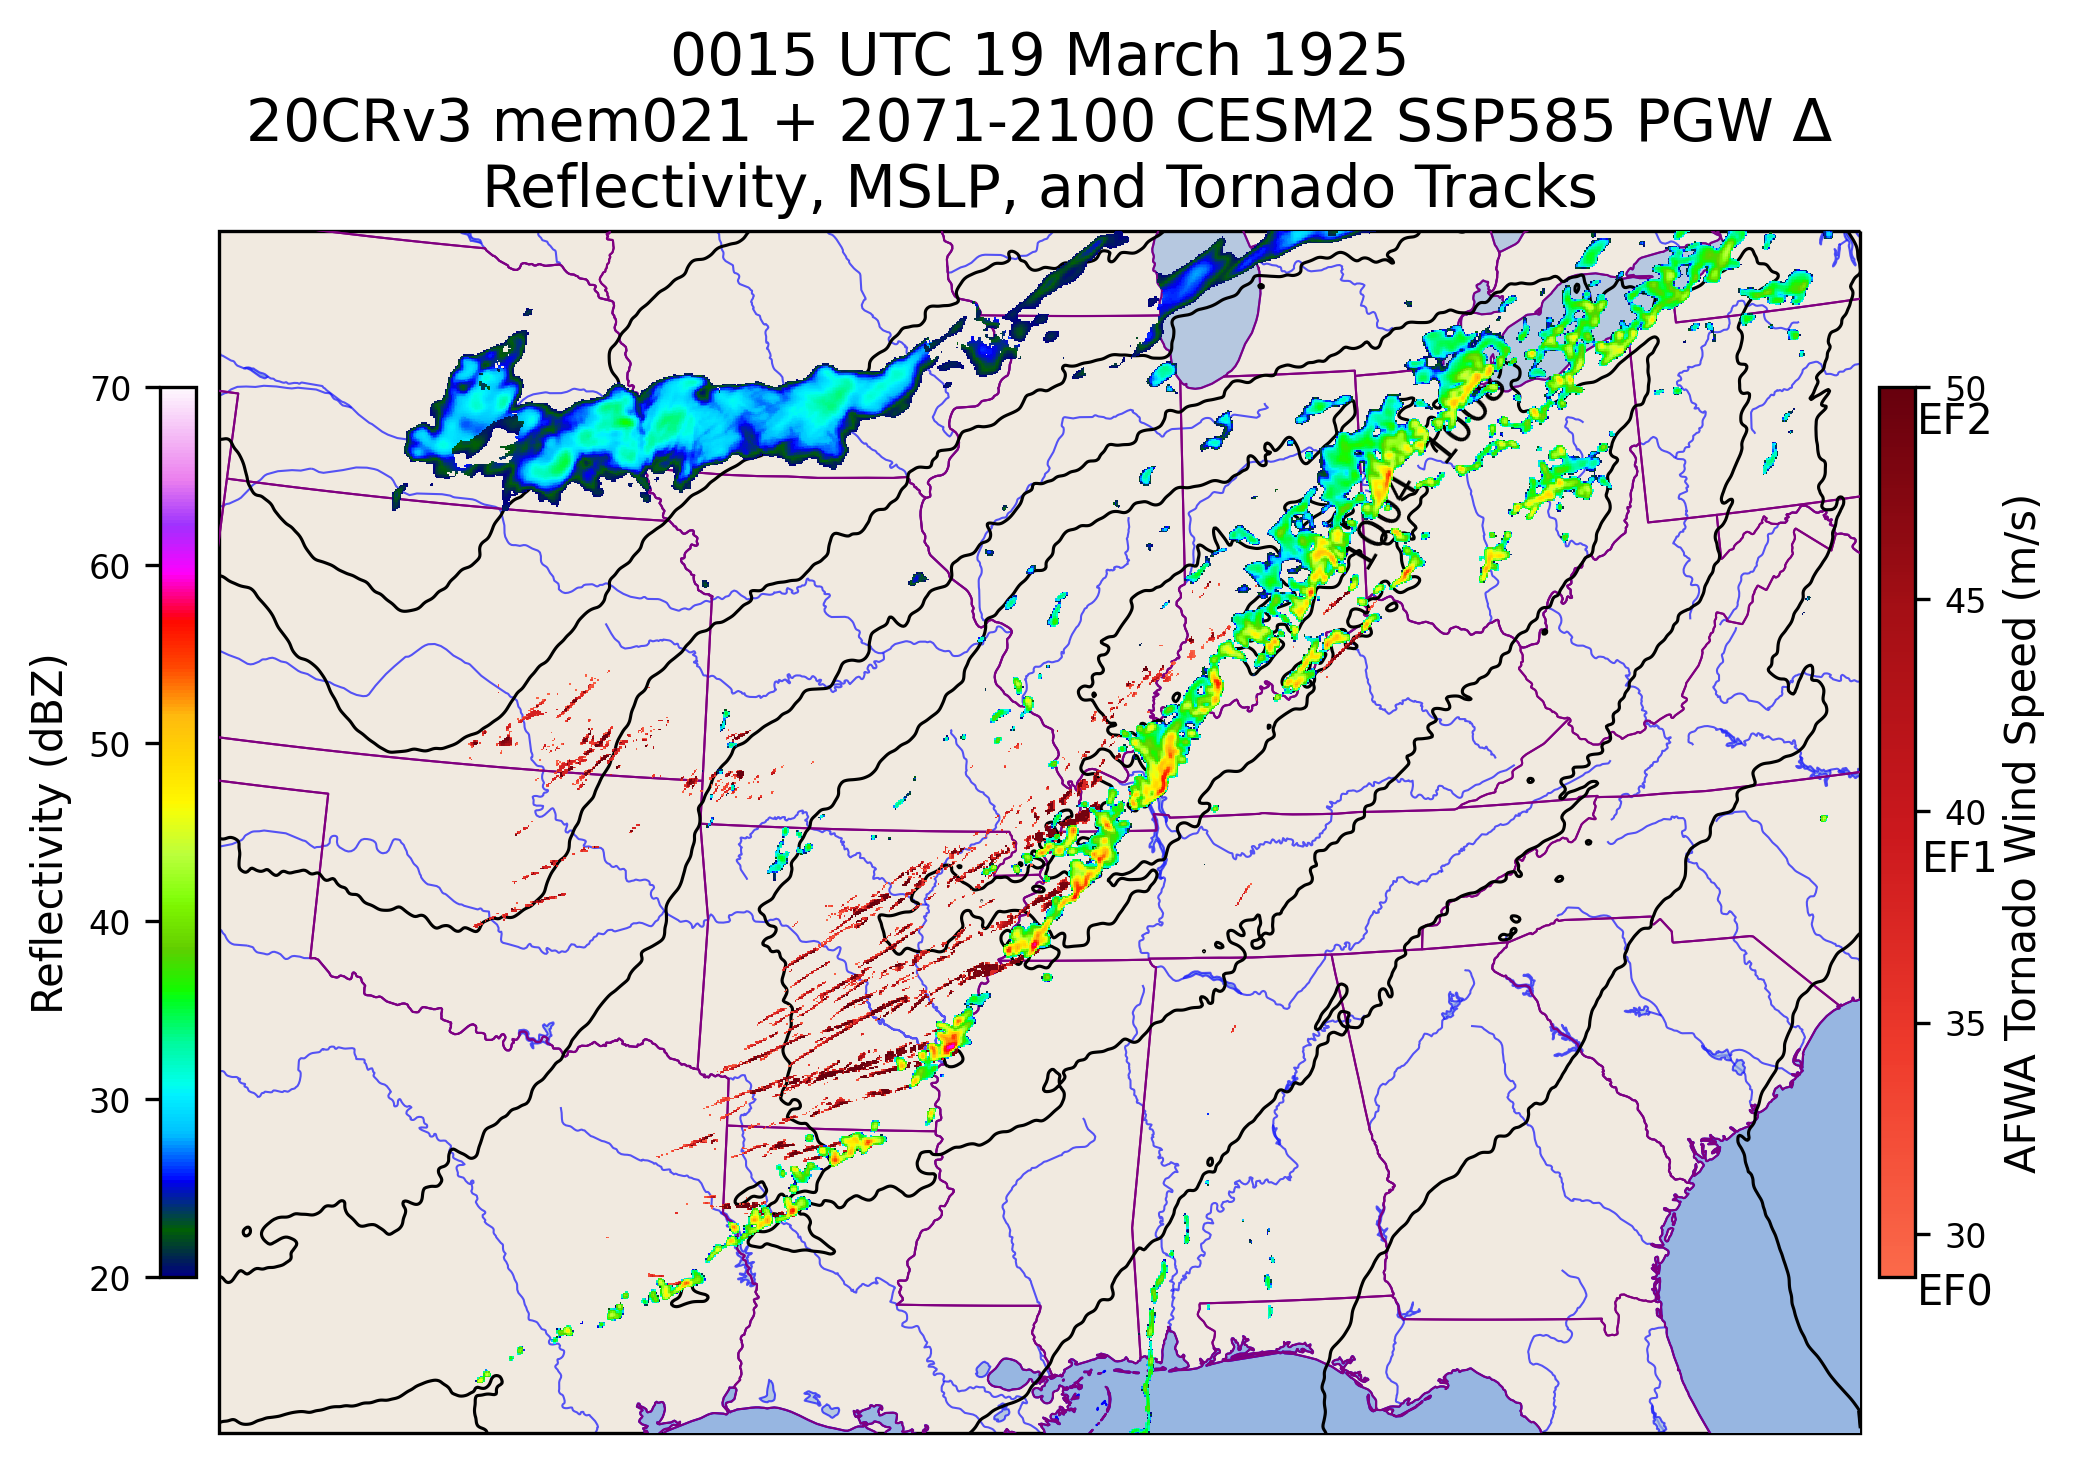 0015 UTC 19 March 1925
20CRv3 mem021 + 2071-2100 CESM2 SSP585 PGW Δ
Reflectivity, MSLP, and Tornado Tracks
Reflectivity (dBZ)
70
60
50
40
30
20
1004
50
EF2
45
40
EF1
35
30
EF0
AFWA Tornado Wind Speed (m/s)